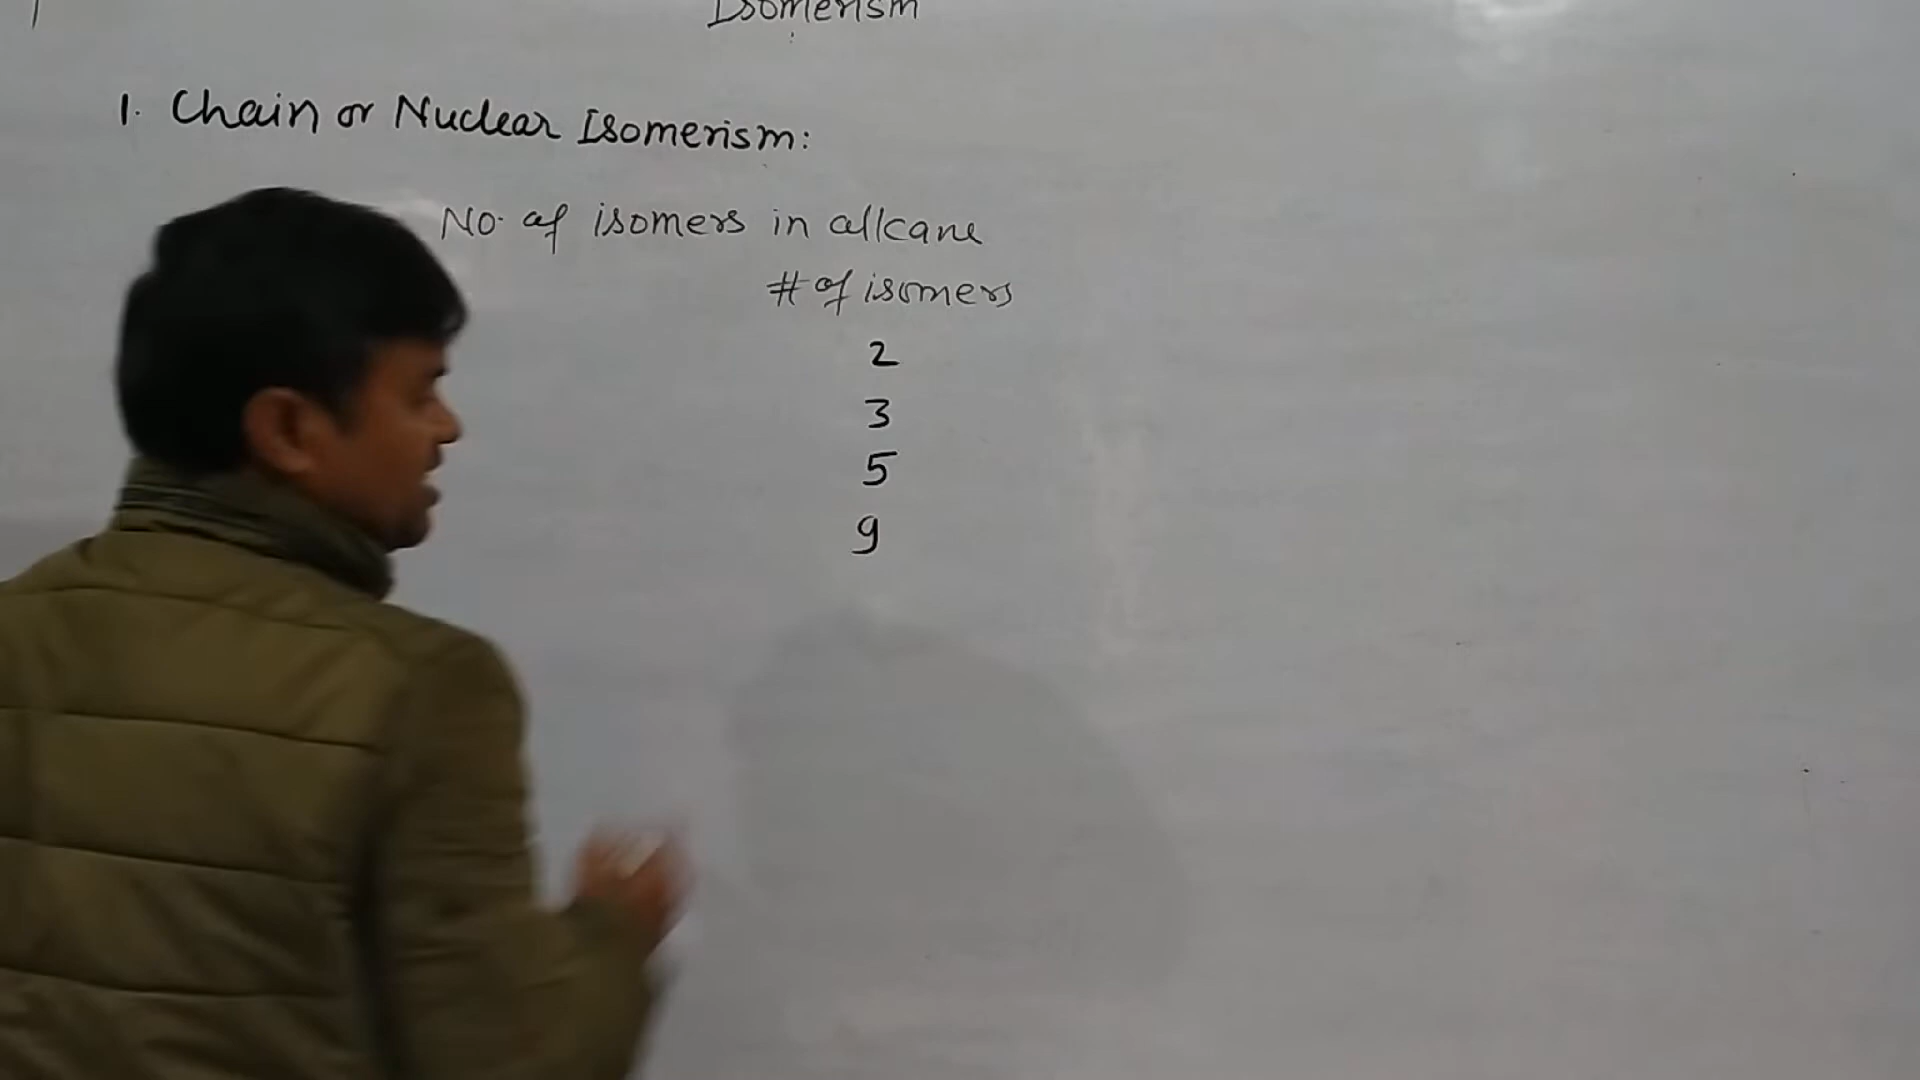 Isomerism
1. Chain or Nuclear Isomerism:
No. of isomers in alkane
# of isomers
2
3
5
9